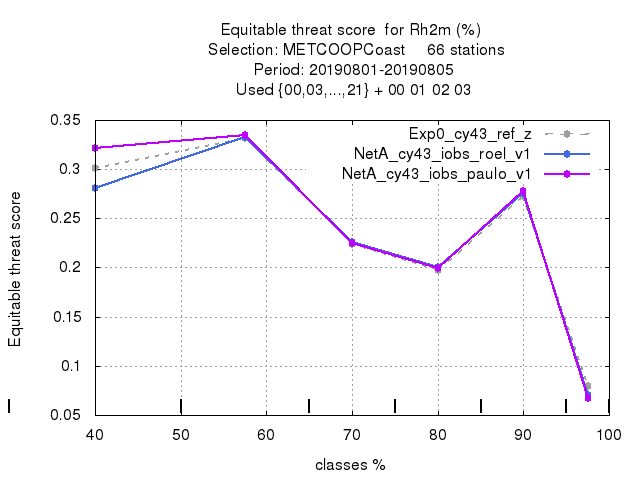 Equitable threat score  for Rh2m (%)
Selection: METCOOPCoast     66 stations
Period: 20190801-20190805
Used {00,03,...,21} + 00 01 02 03
Exp0_cy43_ref_z
NetA_cy43_iobs_roel_v1
NetA_cy43_iobs_paulo_v1
Equitable threat score
0.35
0.3
0.25
0.2
0.15
0.1
0.05
40 50 60 70 80 90 100
classes %